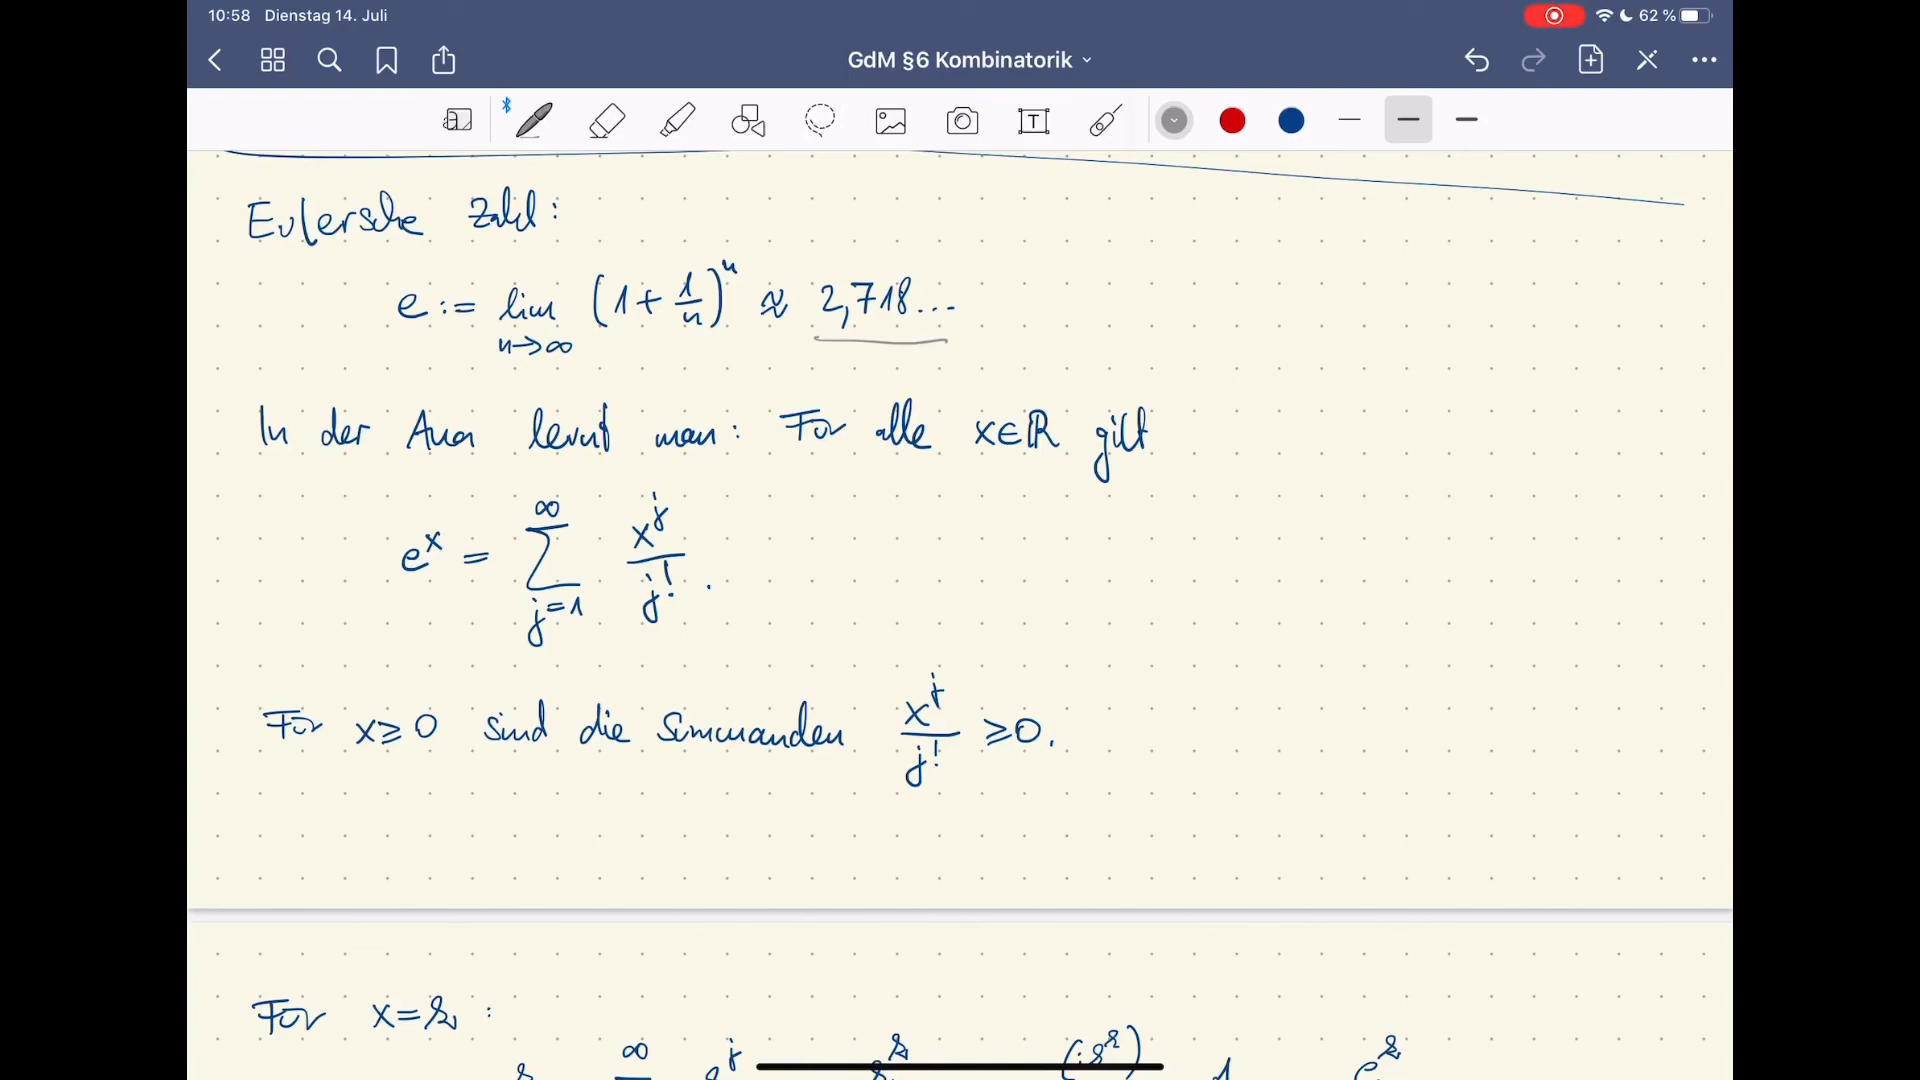 10:58 Dienstag 14. Juli 62 %
GdM §6 Kombinatorik
Eulersche Zahl:
e := lim n→∞ (1 + 1/n)^n ≈ 2,718...
In der Ana lernt man: Für alle x∈ℝ gilt
e^x = ∑_{j=1}^∞ x^j/j! .
Für x≥0 sind die Summanden x^j/j! ≥0.
Für x=k :